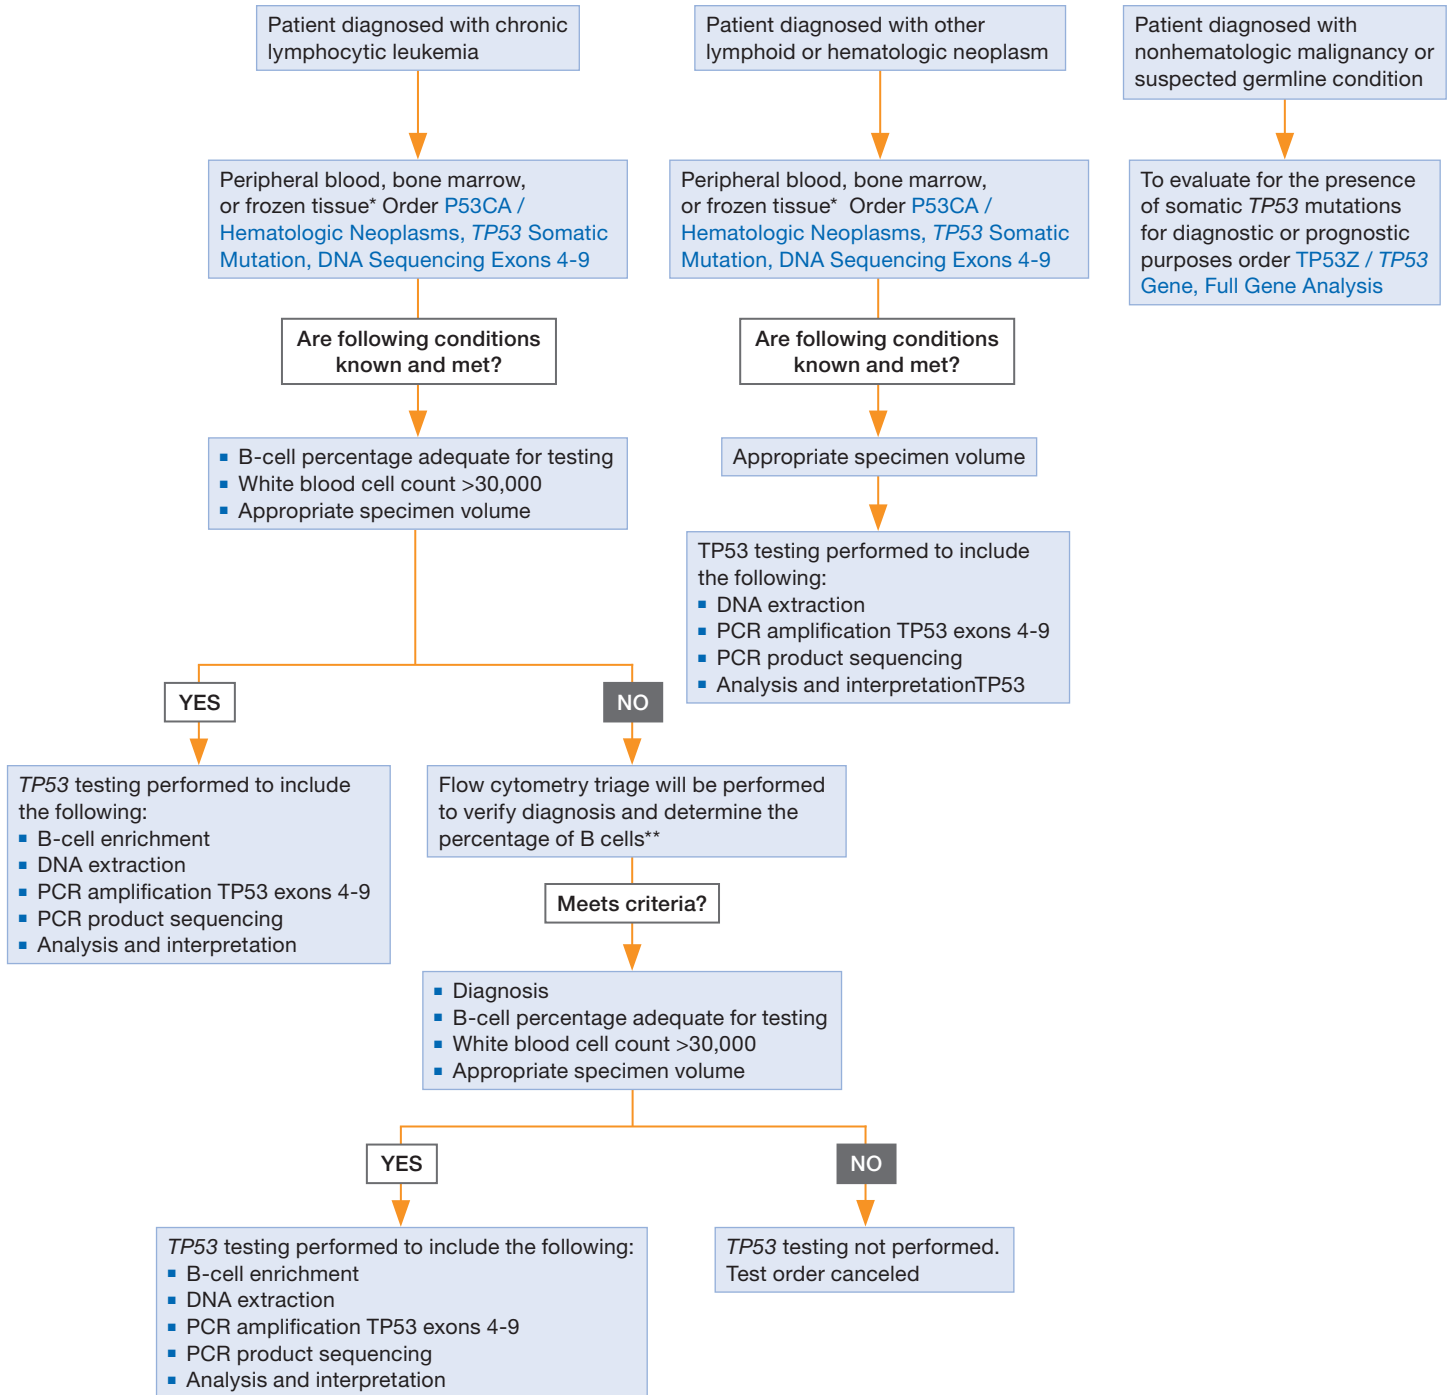 Patient diagnosed with chronic
lymphocytic leukemia
Patient diagnosed with other
lymphoid or hematologic neoplasm
Patient diagnosed with
nonhematologic malignancy or
suspected germline condition
Peripheral blood, bone marrow,
or frozen tissue* Order P53CA /
Hematologic Neoplasms, TP53 Somatic
Mutation, DNA Sequencing Exons 4-9
Peripheral blood, bone marrow,
or frozen tissue* Order P53CA /
Hematologic Neoplasms, TP53 Somatic
Mutation, DNA Sequencing Exons 4-9
To evaluate for the presence
of somatic TP53 mutations
for diagnostic or prognostic
purposes order TP53Z / TP53
Gene, Full Gene Analysis
Are following conditions
known and met?
Are following conditions
known and met?
▪ B-cell percentage adequate for testing
▪ White blood cell count >30,000
▪ Appropriate specimen volume
Appropriate specimen volume
TP53 testing performed to include
the following:
▪ DNA extraction
▪ PCR amplification TP53 exons 4-9
▪ PCR product sequencing
▪ Analysis and interpretationTP53
YES
NO
TP53 testing performed to include
the following:
▪ B-cell enrichment
▪ DNA extraction
▪ PCR amplification TP53 exons 4-9
▪ PCR product sequencing
▪ Analysis and interpretation
Flow cytometry triage will be performed
to verify diagnosis and determine the
percentage of B cells**
Meets criteria?
▪ Diagnosis
▪ B-cell percentage adequate for testing
▪ White blood cell count >30,000
▪ Appropriate specimen volume
YES
NO
TP53 testing performed to include the following:
▪ B-cell enrichment
▪ DNA extraction
▪ PCR amplification TP53 exons 4-9
▪ PCR product sequencing
▪ Analysis and interpretation
TP53 testing not performed.
Test order canceled